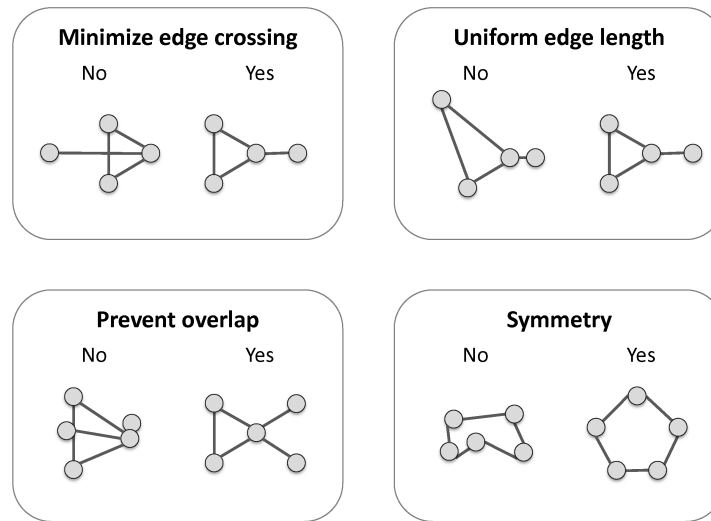 Minimize edge crossing
No
Yes
Uniform edge length
No
Yes
Prevent overlap
No
Yes
Symmetry
No
Yes